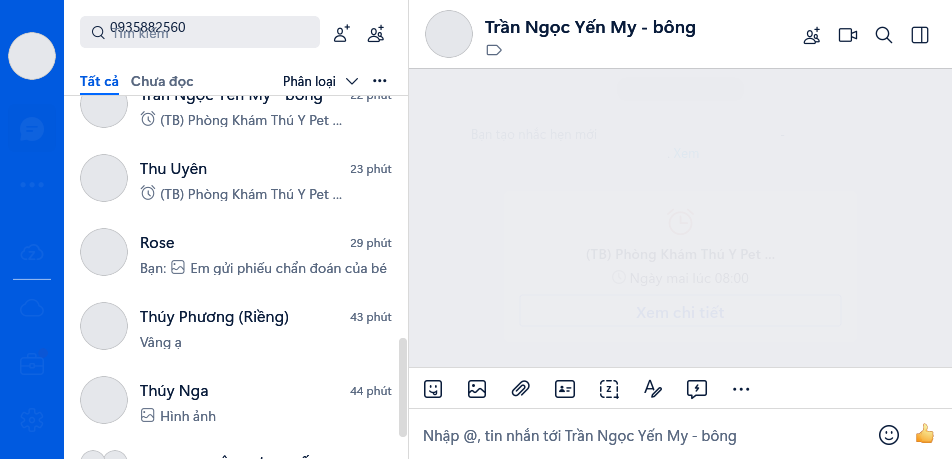 0935882560
Tìm kiếm
Tất cả
Chưa đọc
Phân loại
Trần Ngọc Yến My - bông
22 phút
(TB) Phòng Khám Thú Y Pet ...
Thu Uyên
23 phút
(TB) Phòng Khám Thú Y Pet ...
Rose
29 phút
Bạn: Em gửi phiếu chẩn đoán của bé
Thúy Phương (Riềng)
43 phút
Vâng ạ
Thúy Nga
44 phút
Hình ảnh
Trần Ngọc Yến My - bông
Bạn tạo nhắc hẹn mới
Xem
(TB) Phòng Khám Thú Y Pet ...
Ngày mai lúc 08:00
Xem chi tiết
Nhập @, tin nhắn tới Trần Ngọc Yến My - bông